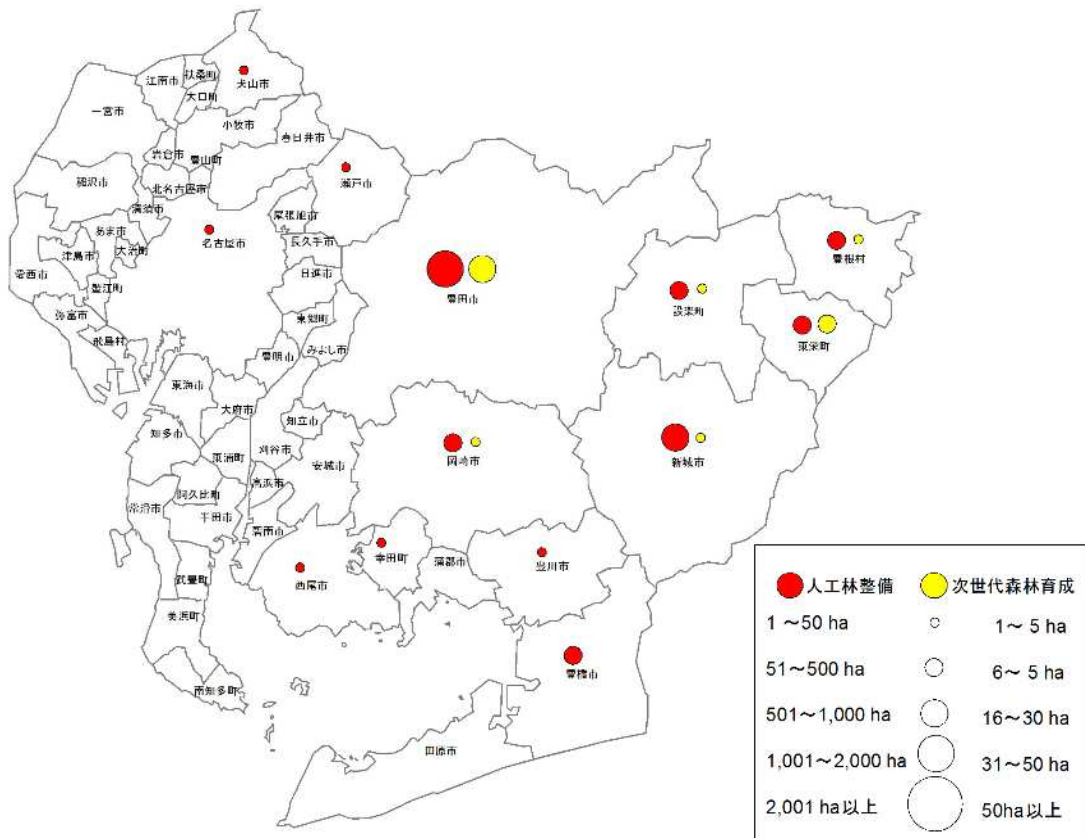 扶桑町
江南市
犬山市
大口町
一宮市
小牧市
春日井市
岩倉市
豊山町
瀬戸市
稲沢市
北名古屋市
清須市
尾張旭市
あま市
名古屋市
長久手市
津島市
大治町
愛西市
日進市
蟹江町
豊根村
設楽町
豊田市
弥富市
東郷町
飛島村
みよし市
東栄町
豊明市
東海市
大府市
知立市
知多市
刈谷市
岡崎市
新城市
東浦町
安城市
高浜市
阿久比町
常滑市
半田市
碧南市
幸田町
蒲郡市
豊川市
西尾市
武豊町
美浜町
豊橋市
南知多町
田原市
人工林整備 次世代森林育成
1~50 ha 1~ 5 ha
51~500 ha 6~ 5 ha
501~1,000 ha 16~30 ha
1,001~2,000 ha 31~50 ha
2,001 ha以上 50ha以上